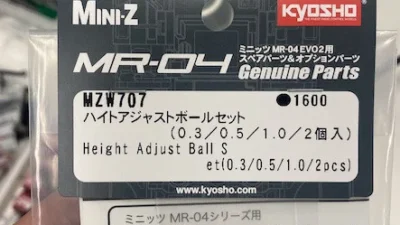 MINI-Z
KYOSHO
MR-04
ミニッツ MR-04 EVO2用
スペアパーツ&オプションパーツ
Genuine Parts
MZW707
●1600
ハイトアジャストボールセット
(0.3/0.5/1.0/2個入)
Height Adjust Ball S
et(0.3/0.5/1.0/2pcs)
www.kyosho.com
ミニッツ MR-04シリーズ用